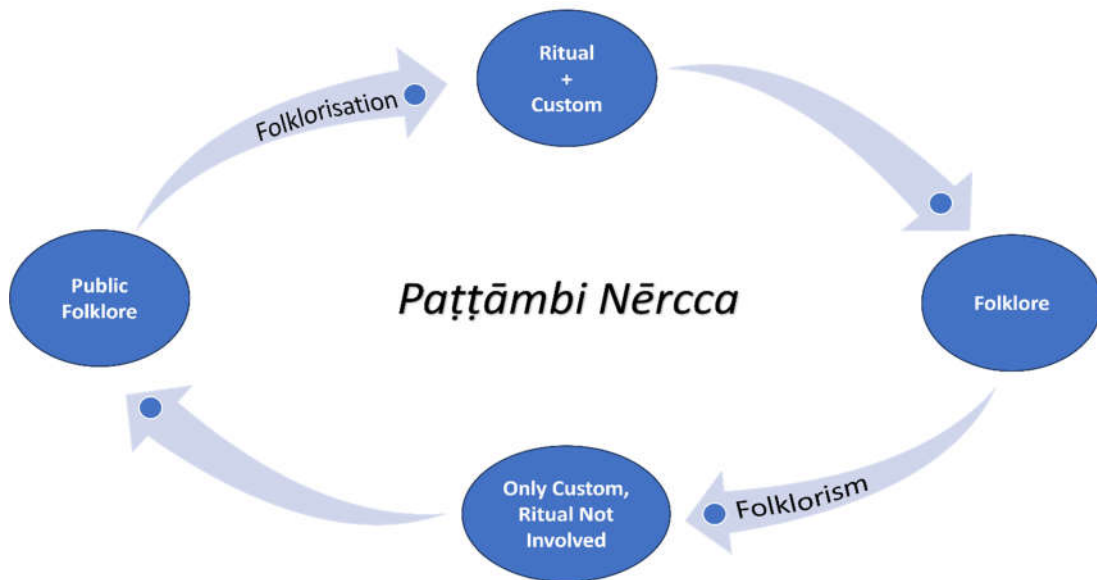 Ritual
+
Custom
Folklorisation
Public
Folklore
Paṭṭāmbi Nērcca
Folklore
Only Custom,
Ritual Not
Involved
Folklorism